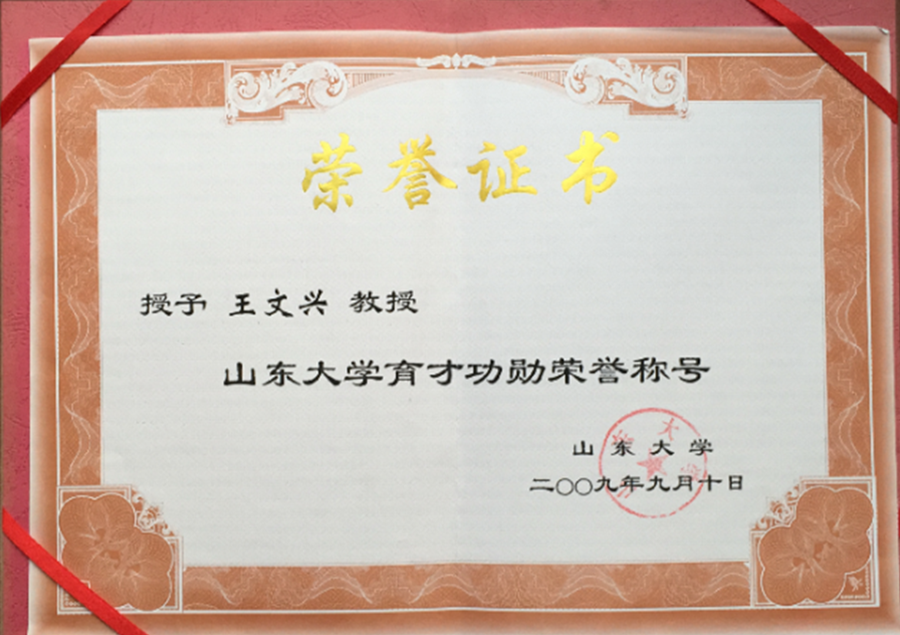 荣誉证书
授予 王文兴 教授
山东大学育才功勋荣誉称号
山东大学
二〇〇九年九月十日